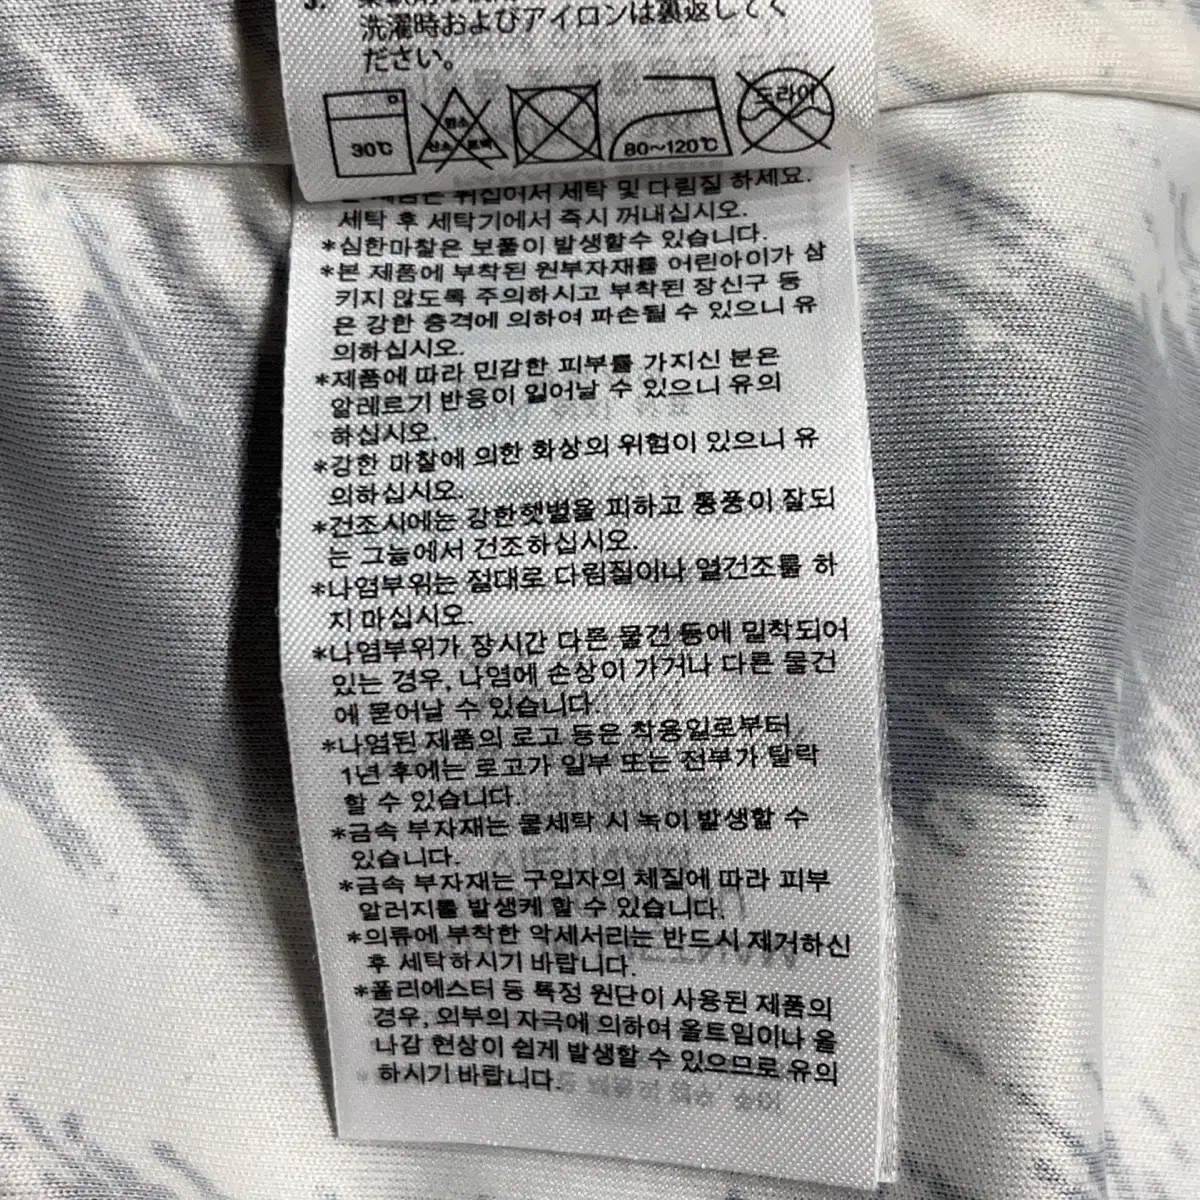 洗濯時およびアイロンは裏返してく
ださい。
30℃
염소
산소 표백
80~120℃
드라이
제품은 뒤집어서 세탁 및 다림질 하세요.
세탁 후 세탁기에서 즉시 꺼내십시오.
*심한마찰은 보풀이 발생할수 있습니다.
*본 제품에 부착된 원부자재를 어린아이가 삼
키지 않도록 주의하시고 부착된 장신구 등
은 강한 충격에 의하여 파손될 수 있으니 유
의하십시오.
*제품에 따라 민감한 피부를 가지신 분은
알레르기 반응이 일어날 수 있으니 유의
하십시오.
*강한 마찰에 의한 화상의 위험이 있으니 유
의하십시오.
*건조시에는 강한햇볕을 피하고 통풍이 잘되
는 그늘에서 건조하십시오.
*나염부위는 절대로 다림질이나 열건조를 하
지 마십시오.
*나염부위가 장시간 다른 물건 등에 밀착되어
있는 경우, 나염에 손상이 가거나 다른 물건
에 묻어날 수 있습니다.
*나염된 제품의 로고 등은 착용일로부터
1년 후에는 로고가 일부 또는 전부가 탈락
할 수 있습니다.
*금속 부자재는 물세탁 시 녹이 발생할 수
있습니다.
*금속 부자재는 구입자의 체질에 따라 피부
알러지를 발생케 할 수 있습니다.
*의류에 부착한 악세서리는 반드시 제거하신
후 세탁하시기 바랍니다.
*폴리에스터 등 특정 원단이 사용된 제품의
경우, 외부의 자극에 의하여 올트임이나 올
나감 현상이 쉽게 발생할 수 있으므로 유의
하시기 바랍니다.